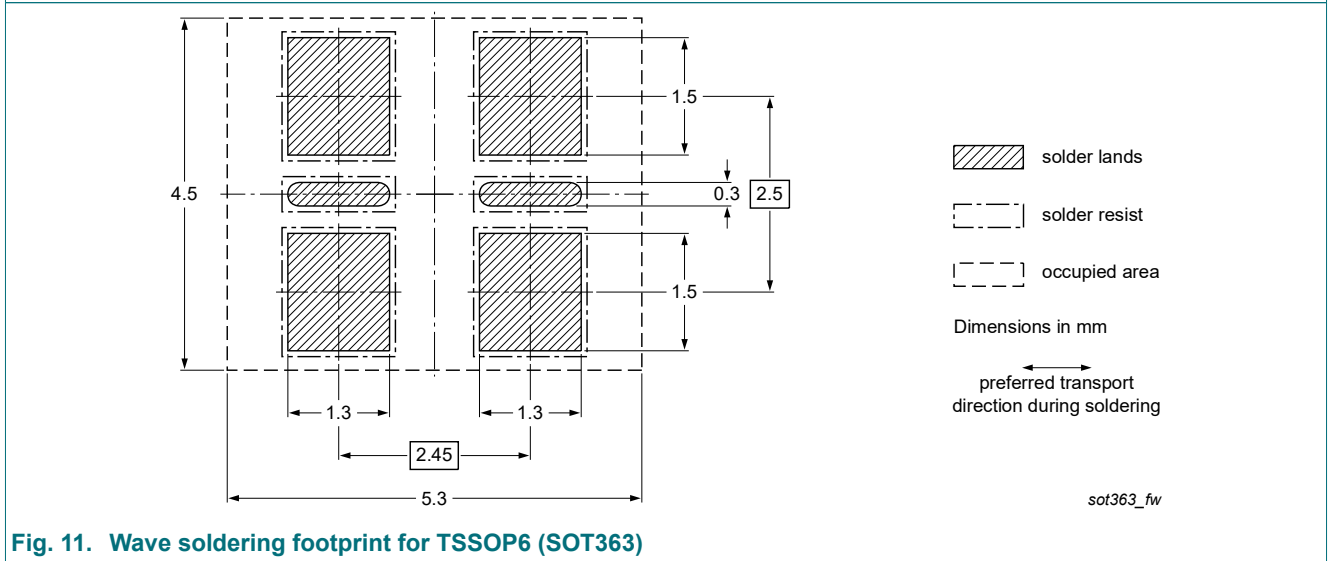 1.5
4.5
0.3
2.5
1.5
1.3
1.3
2.45
5.3
solder lands
solder resist
occupied area
Dimensions in mm
preferred transport
direction during soldering
sot363_fw
Fig. 11. Wave soldering footprint for TSSOP6 (SOT363)